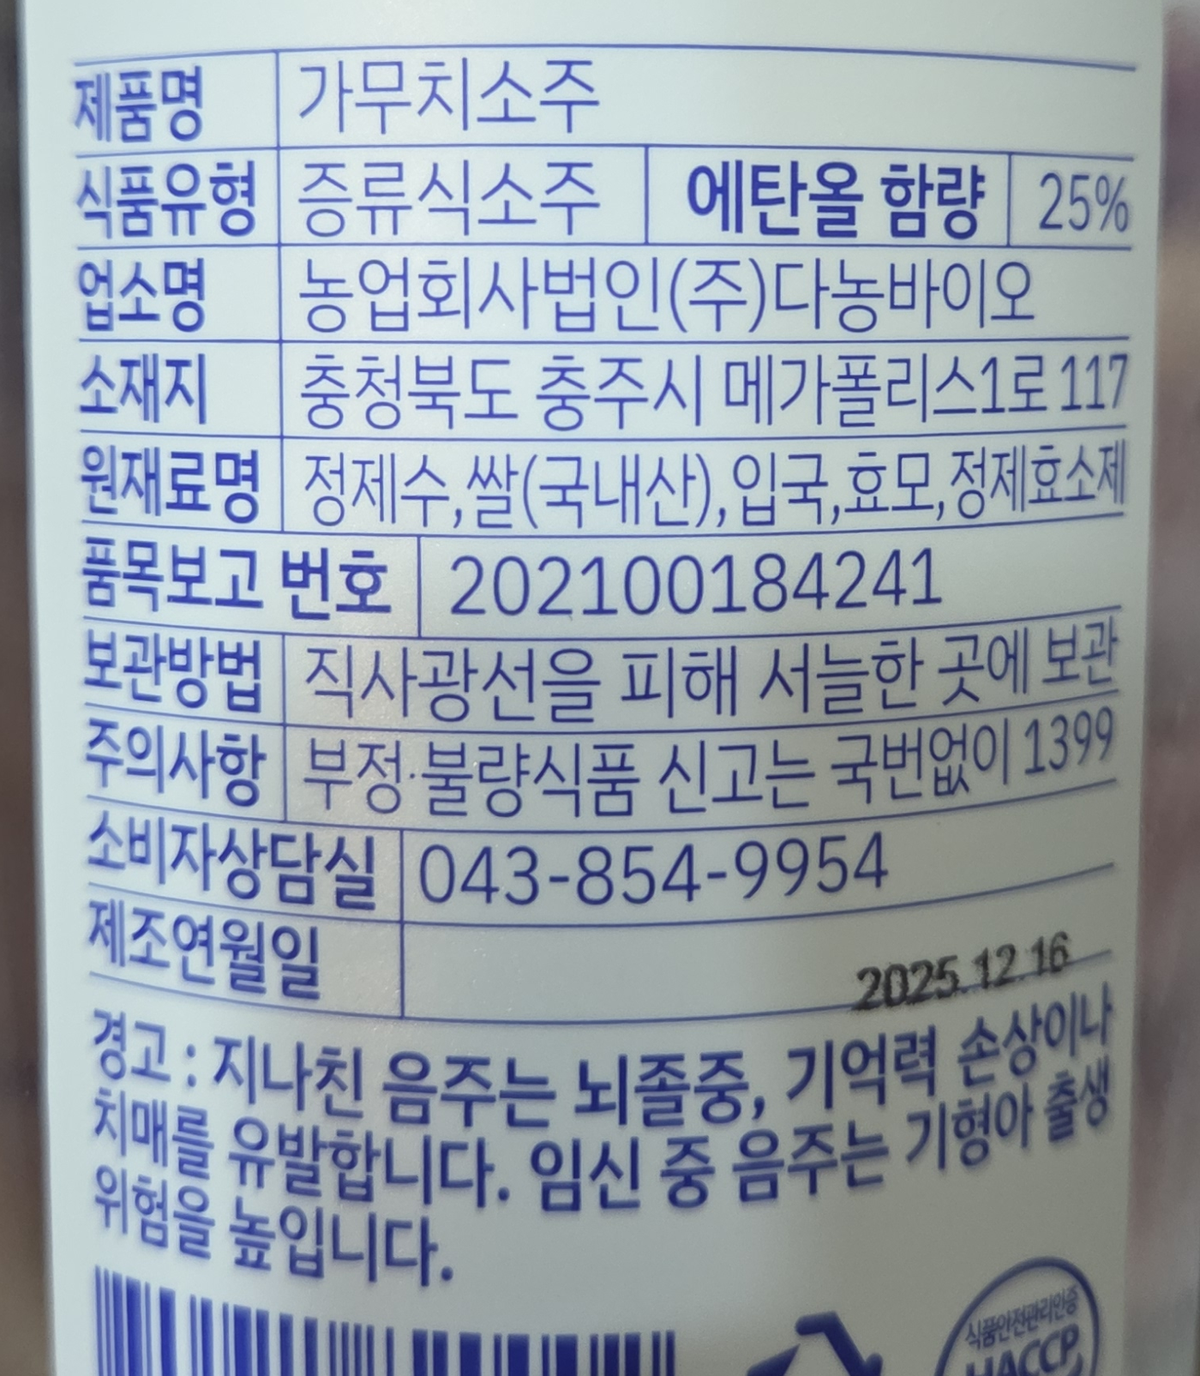 제품명 가무치소주
식품유형 증류식소주 에탄올 함량 25%
업소명 농업회사법인(주)다농바이오
소재지 충청북도 충주시 메가폴리스1로 117
원재료명 정제수,쌀(국내산),입국,효모,정제효소제
품목보고 번호 202100184241
보관방법 직사광선을 피해 서늘한 곳에 보관
주의사항 부정·불량식품 신고는 국번없이 1399
소비자상담실 043-854-9954
제조연월일 2025.12.16
경고 : 지나친 음주는 뇌졸중, 기억력 손상이나
치매를 유발합니다. 임신 중 음주는 기형아 출생
위험을 높입니다.
식품안전관리인증
HACCP